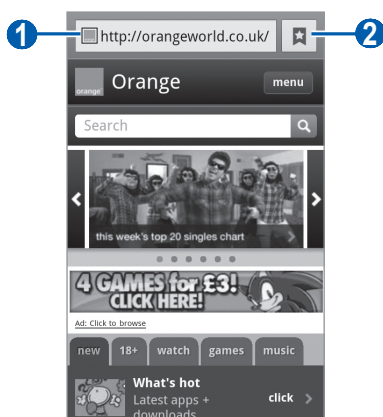 1
http://orangeworld.co.uk/
2
orange™
Orange
menu
Search
this week's top 20 singles chart
4 GAMES for £3!
CLICK HERE!
Ad: Click to browse
new 18+ watch games music
What's hot
Latest apps +
click
downloads